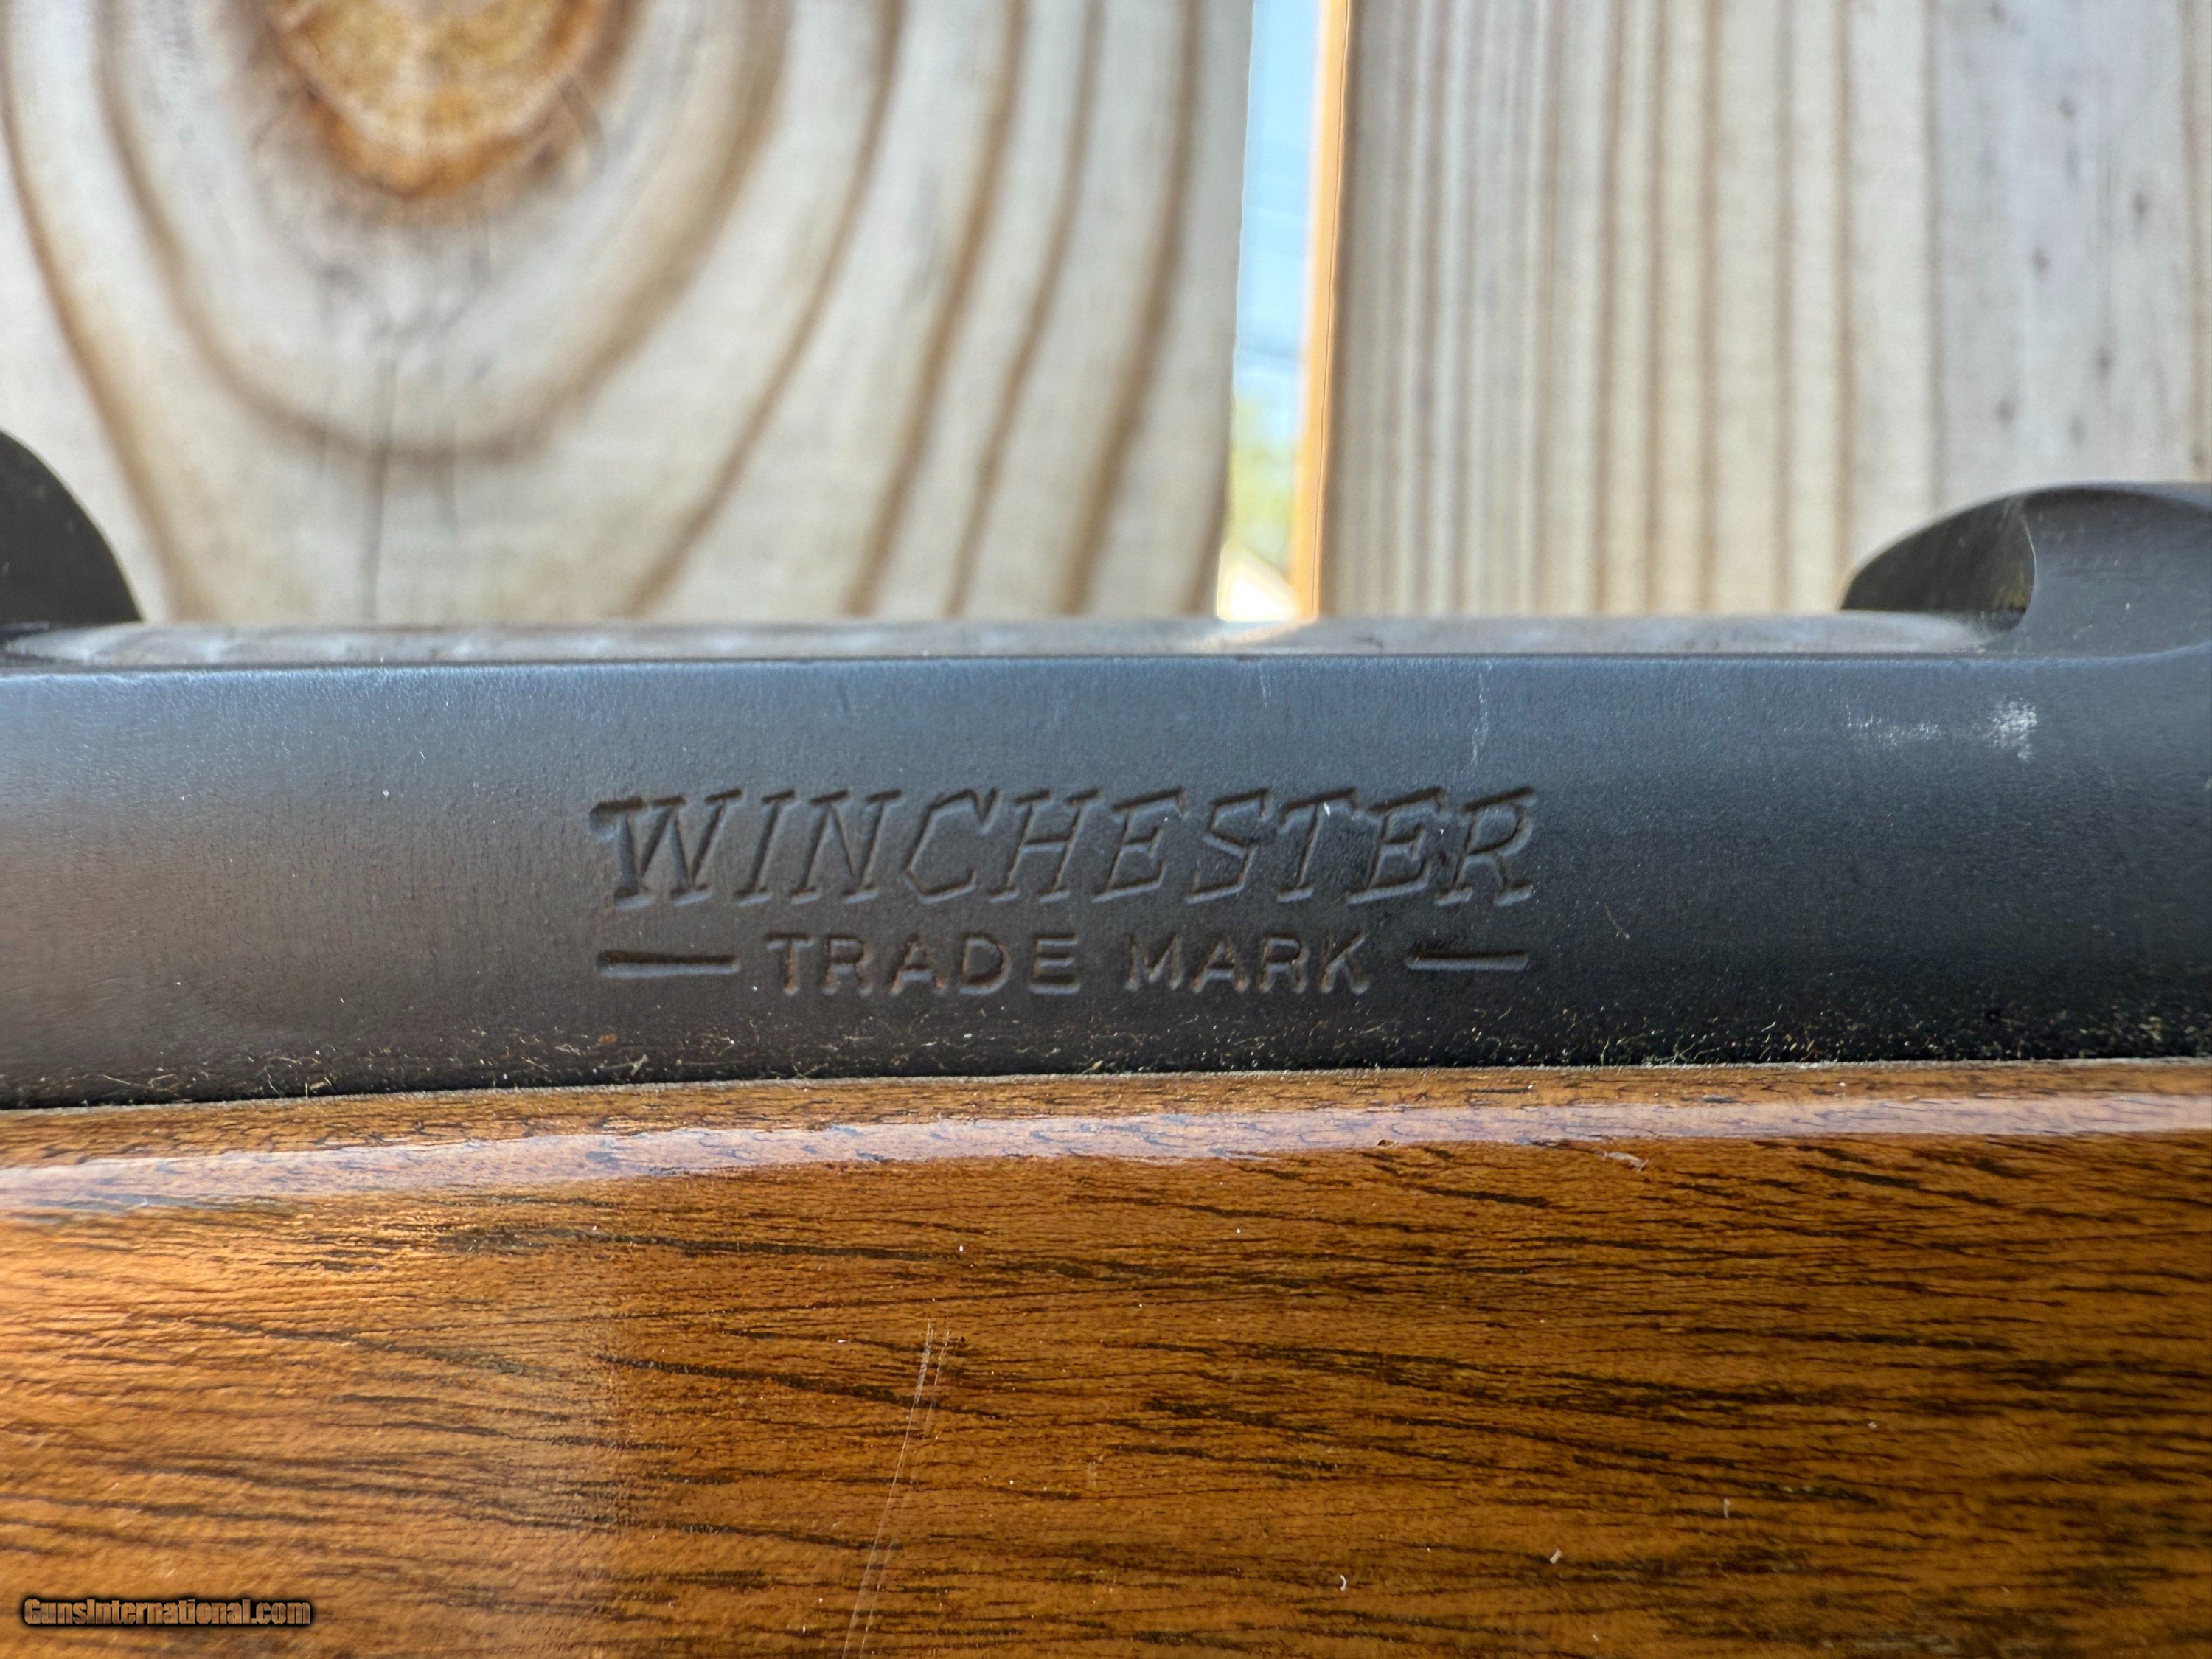 WINCHESTER
— TRADE MARK —
GunsInternational.com